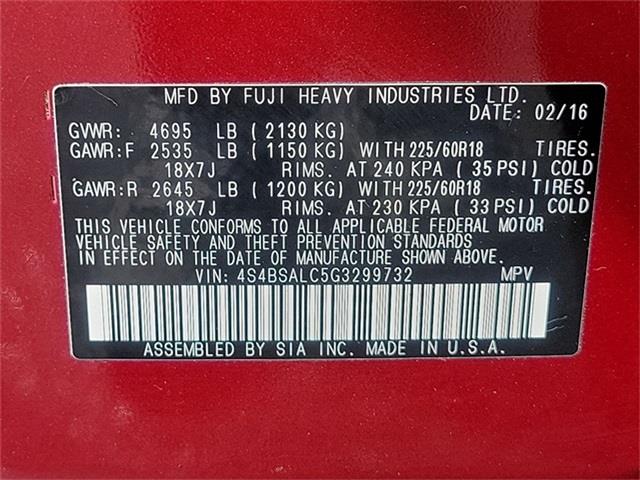 MFD BY FUJI HEAVY INDUSTRIES LTD.
DATE: 02/16
GVWR: 4695 LB ( 2130 KG)
GAWR:F 2535 LB ( 1150 KG) WITH 225/60R18 TIRES.
18X7J RIMS. AT 240 KPA ( 35 PSI) COLD
GAWR:R 2645 LB ( 1200 KG) WITH 225/60R18 TIRES.
18X7J RIMS. AT 230 KPA ( 33 PSI) COLD
THIS VEHICLE CONFORMS TO ALL APPLICABLE FEDERAL MOTOR
VEHICLE SAFETY AND THEFT PREVENTION STANDARDS
IN EFFECT ON THE DATE OF MANUFACTURE SHOWN ABOVE.
VIN: 4S4BSALC5G3299732 MPV
ASSEMBLED BY SIA INC. MADE IN U.S.A.